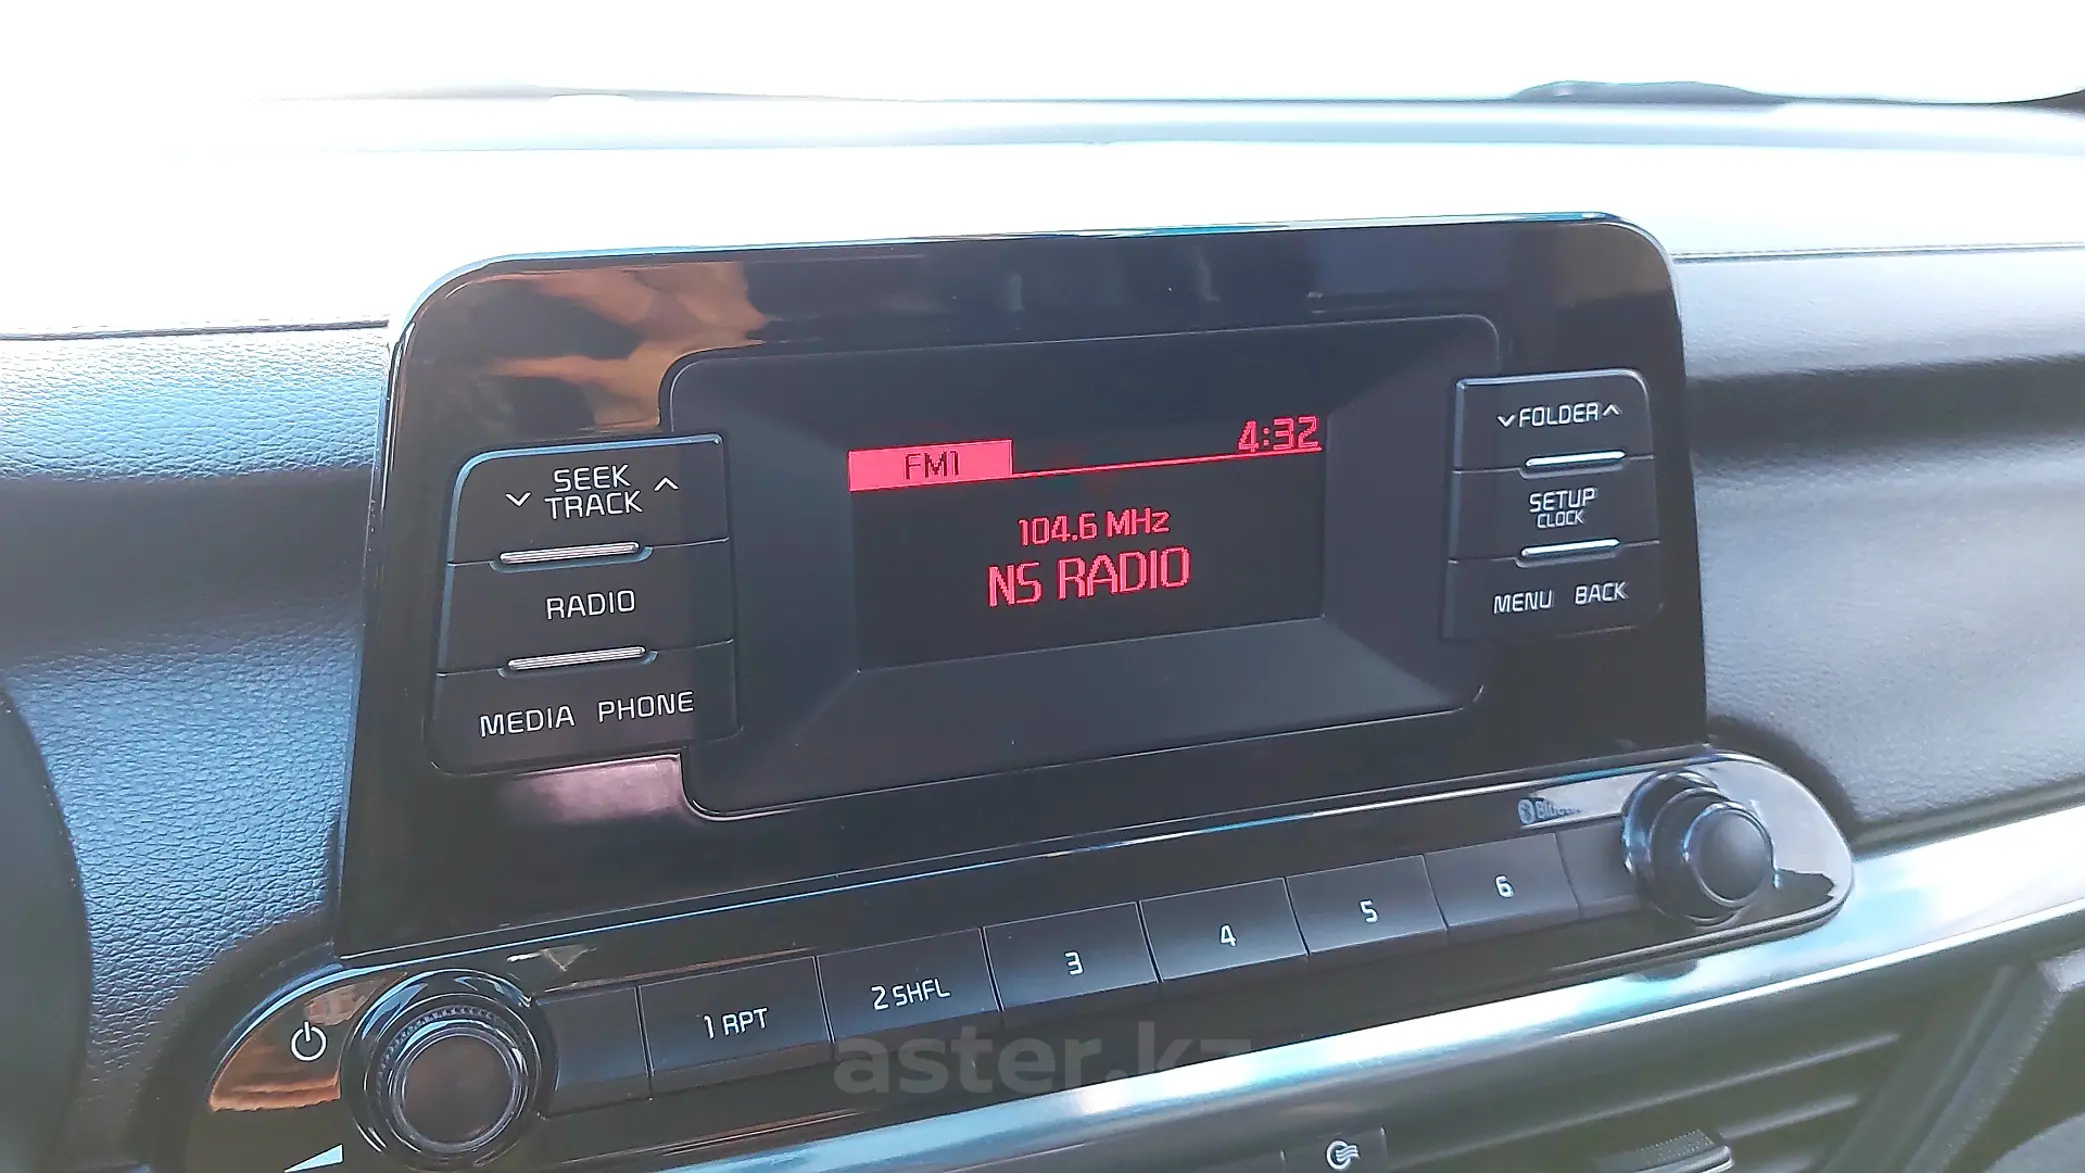 SEEK
TRACK
RADIO
MEDIA PHONE
FM1
4:32
104.6 MHz
NS RADIO
FOLDER
SETUP
CLOCK
MENU BACK
1 RPT
2 SHFL
3
4
5
6
aster.kz